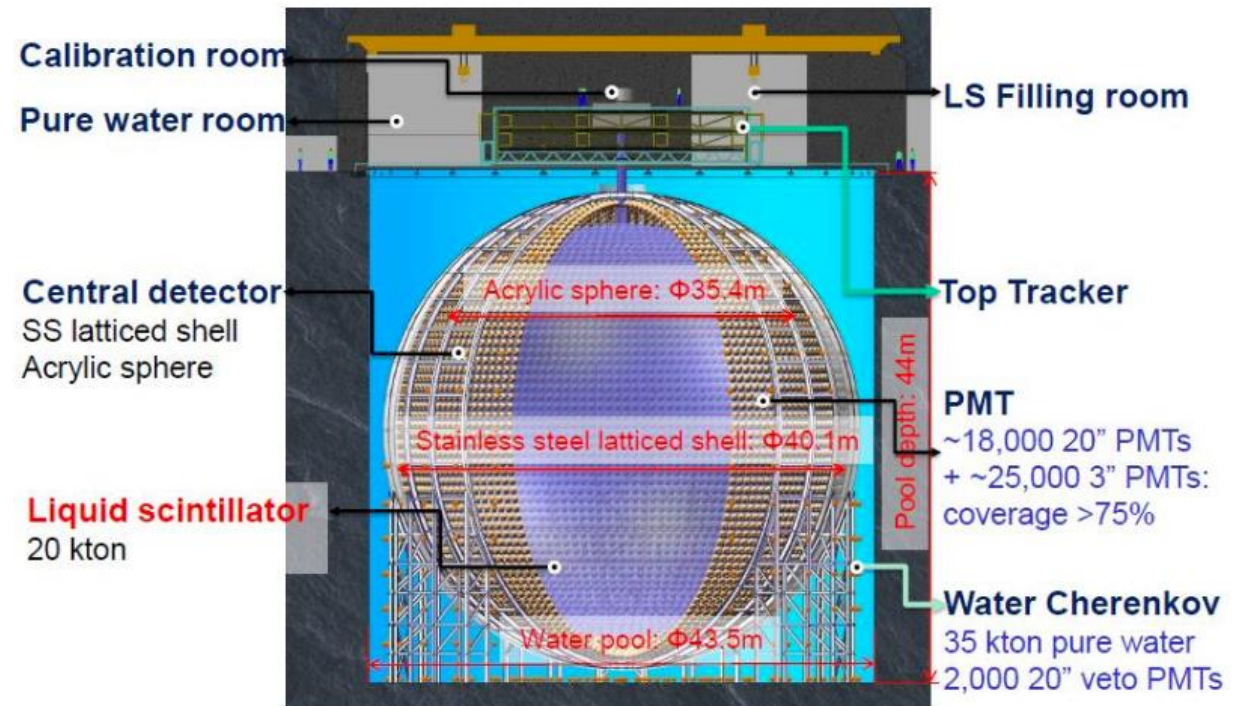 Calibration room
Pure water room
LS Filling room
Central detector
SS latticed shell
Acrylic sphere
Acrylic sphere: Φ35.4m
Top Tracker
Pool depth: 44m
Stainless steel latticed shell: Φ40.1m
PMT
~18,000 20” PMTs
+ ~25,000 3” PMTs:
coverage >75%
Liquid scintillator
20 kton
Water pool: Φ43.5m
Water Cherenkov
35 kton pure water
2,000 20” veto PMTs